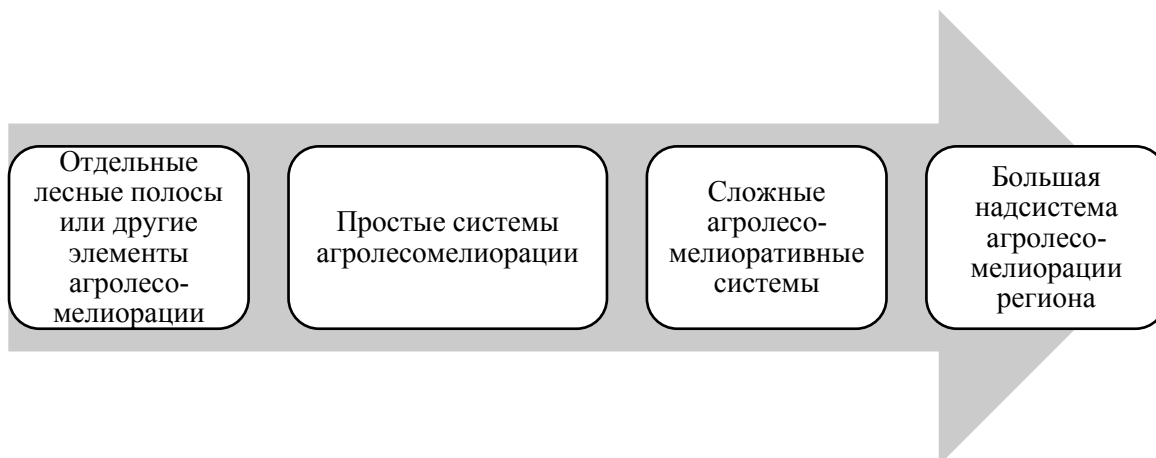 Отдельные
лесные полосы
или другие
элементы
агролесо-
мелиорации
Простые системы
агролесомелиорации
Сложные
агролесо-
мелиоративные
системы
Большая
надсистема
агролесо-
мелиорации
региона